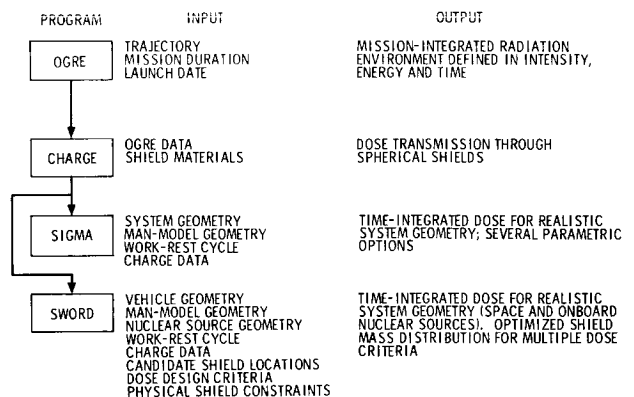 PROGRAM INPUT OUTPUT
OGRE
TRAJECTORY
MISSION DURATION
LAUNCH DATE
MISSION-INTEGRATED RADIATION
ENVIRONMENT DEFINED IN INTENSITY,
ENERGY AND TIME
CHARGE
OGRE DATA
SHIELD MATERIALS
DOSE TRANSMISSION THROUGH
SPHERICAL SHIELDS
SIGMA
SYSTEM GEOMETRY
MAN-MODEL GEOMETRY
WORK-REST CYCLE
CHARGE DATA
TIME-INTEGRATED DOSE FOR REALISTIC
SYSTEM GEOMETRY; SEVERAL PARAMETRIC
OPTIONS
SWORD
VEHICLE GEOMETRY
MAN-MODEL GEOMETRY
NUCLEAR SOURCE GEOMETRY
WORK-REST CYCLE
CHARGE DATA
CANDIDATE SHIELD LOCATIONS
DOSE DESIGN CRITERIA
PHYSICAL SHIELD CONSTRAINTS
TIME-INTEGRATED DOSE FOR REALISTIC
SYSTEM GEOMETRY (SPACE AND ONBOARD
NUCLEAR SOURCES). OPTIMIZED SHIELD
MASS DISTRIBUTION FOR MULTIPLE DOSE
CRITERIA